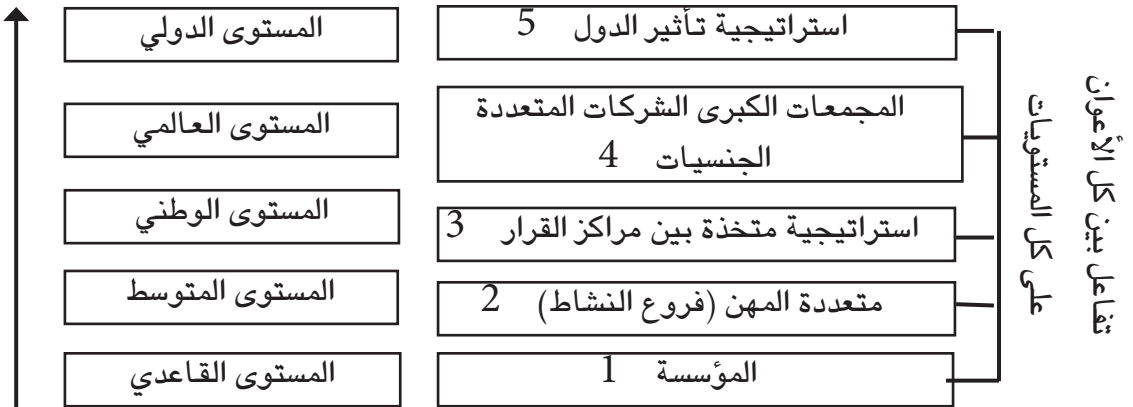 استراتيجية تأثير الدول 5
المستوى الدولي
المجمعات الكبرى الشركات المتعددة
الجنسيات 4
المستوى العالمي
استراتيجية متخذة بين مراكز القرار 3
المستوى الوطني
متعددة المهن (فروع النشاط) 2
المستوى المتوسط
المؤسسة 1
المستوى القاعدي
تفاعل بين كل الأعوان
على كل المستويات